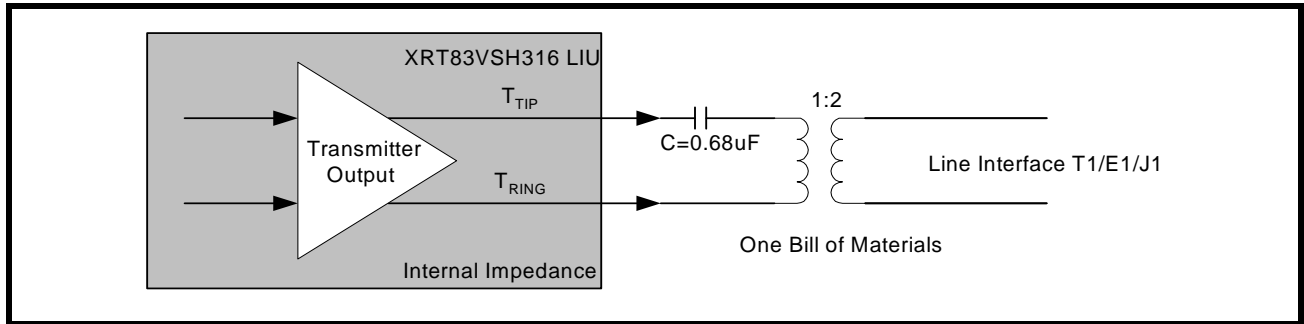 XRT83VSH316 LIU
TTIP
1:2
C=0.68uF
Transmitter
Output
Line Interface T1/E1/J1
TRING
One Bill of Materials
Internal Impedance